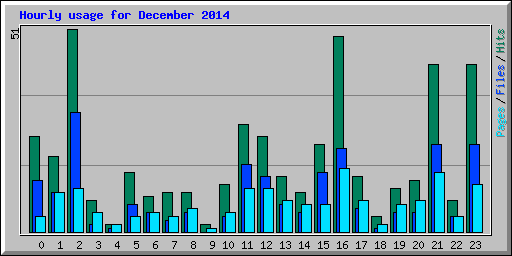 Hourly usage for December 2014
51
Pages / Files / Hits
0 1 2 3 4 5 6 7 8 9 10 11 12 13 14 15 16 17 18 19 20 21 22 23